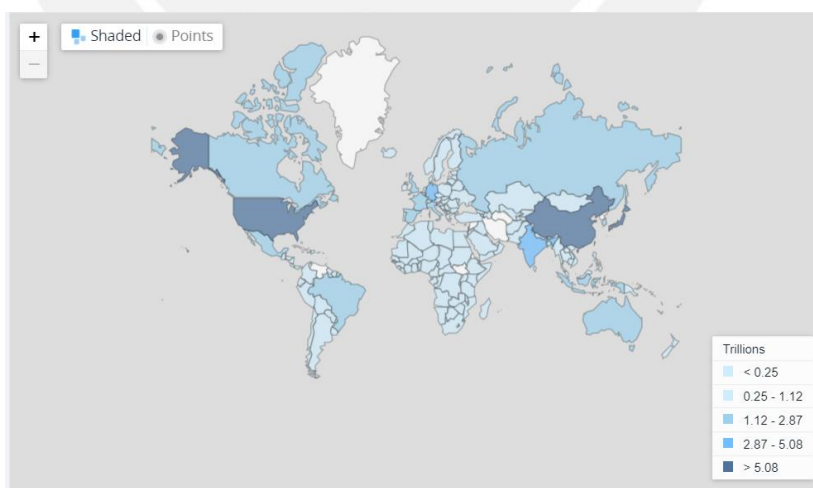 +
Shaded Points
−
Trillions
< 0.25
0.25 - 1.12
1.12 - 2.87
2.87 - 5.08
> 5.08